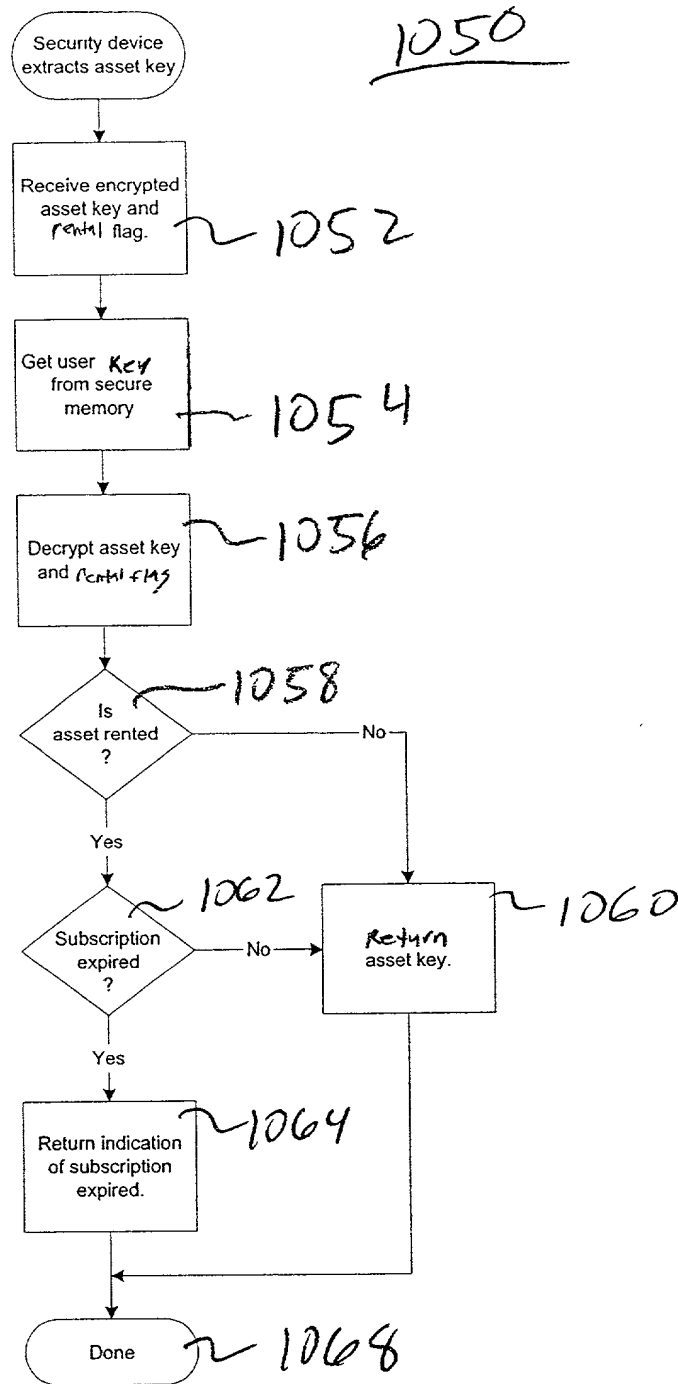 Security device
extracts asset key
1050
Receive encrypted
asset key and
rental flag.
1052
Get user Key
from secure
memory
1054
Decrypt asset key
and rental flag
1056
Is
asset rented
?
1058
No
Yes
Subscription
expired
?
1062
No
Return
asset key.
1060
Yes
Return indication
of subscription
expired.
1064
Done
1068